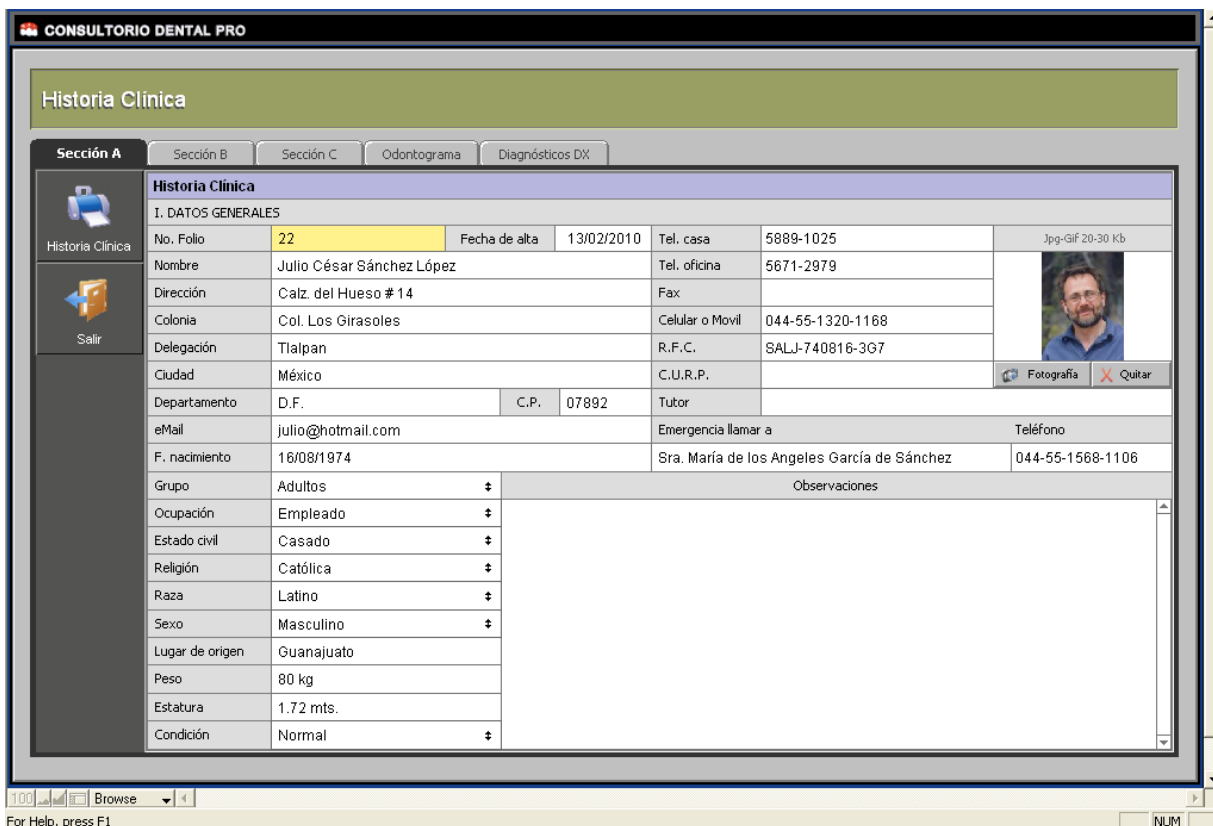 CONSULTORIO DENTAL PRO
Historia Clínica
Sección A Sección B Sección C Odontograma Diagnósticos DX
Historia Clínica
Salir
Historia Clínica
I. DATOS GENERALES
No. Folio 22 Fecha de alta 13/02/2010 Tel. casa 5889-1025 Jpg-Gif 20-30 Kb
Nombre Julio César Sánchez López Tel. oficina 5671-2979
Dirección Calz. del Hueso # 14 Fax
Colonia Col. Los Girasoles Celular o Movil 044-55-1320-1168
Delegación Tlalpan R.F.C. SALJ-740816-3G7
Ciudad México C.U.R.P. Fotografía Quitar
Departamento D.F. C.P. 07892 Tutor
eMail julio@hotmail.com Emergencia llamar a Teléfono
F. nacimiento 16/08/1974 Sra. María de los Angeles García de Sánchez 044-55-1568-1106
Grupo Adultos Observaciones
Ocupación Empleado
Estado civil Casado
Religión Católica
Raza Latino
Sexo Masculino
Lugar de origen Guanajuato
Peso 80 kg
Estatura 1.72 mts.
Condición Normal
100 Browse
For Help, press F1 NUM